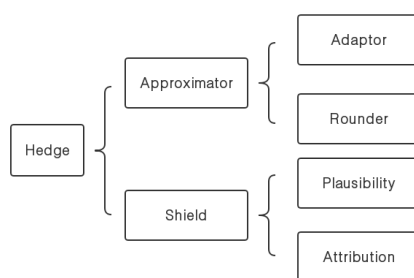 Adaptor
Approximator
Rounder
Hedge
Plausibility
Shield
Attribution